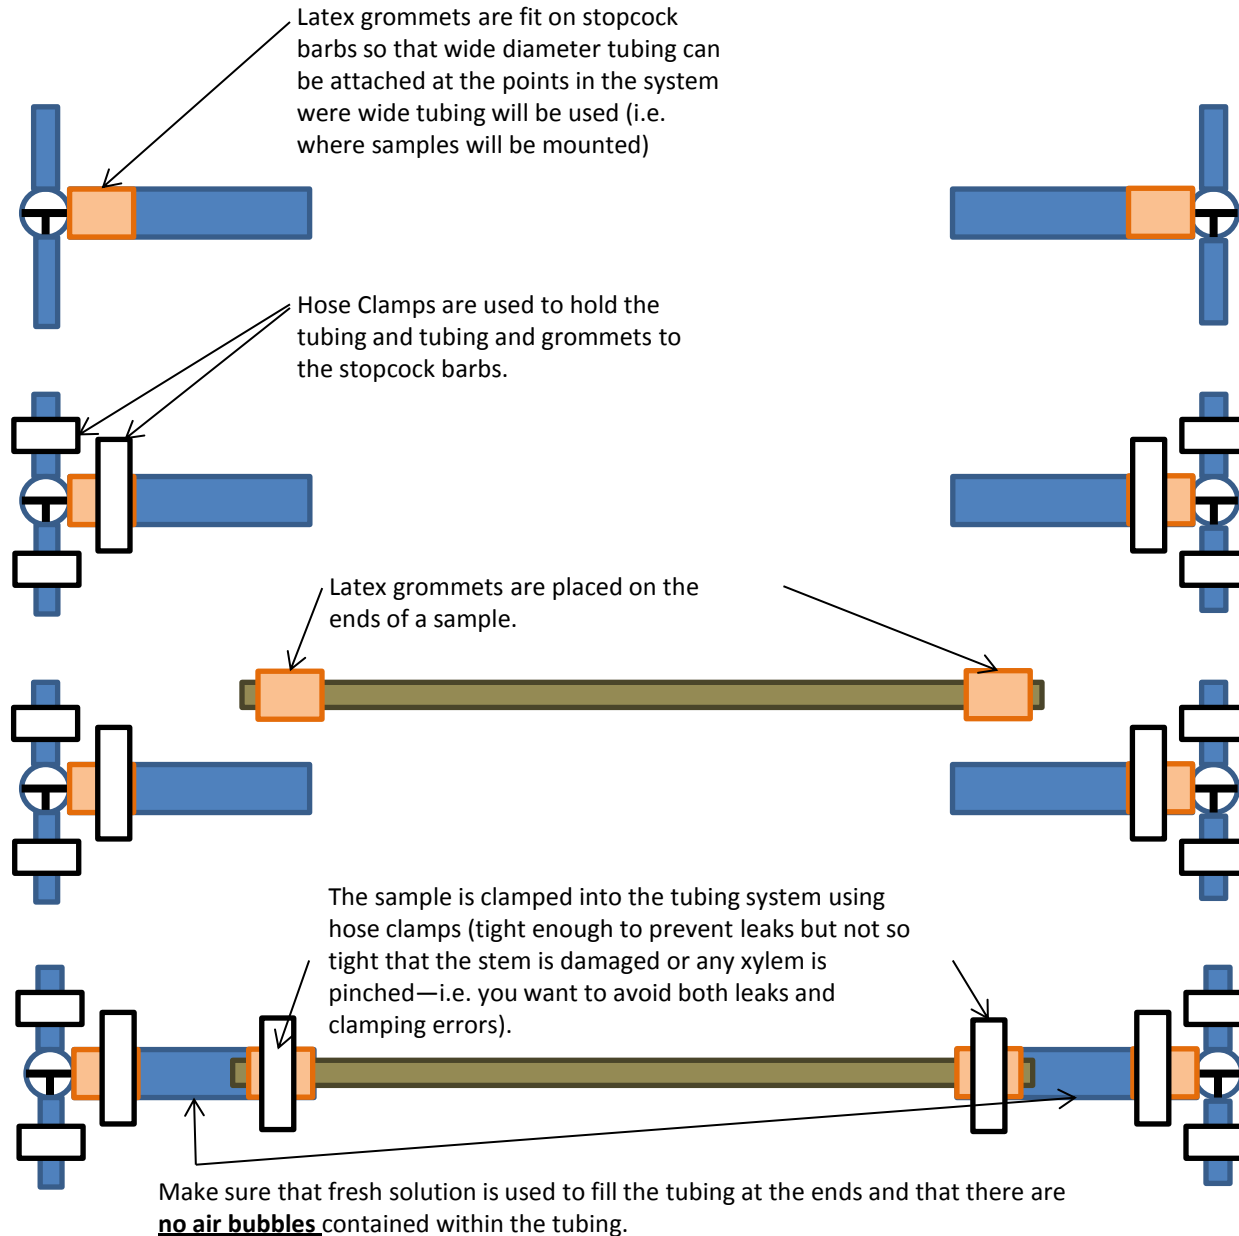 Latex grommets are fit on stopcock
barbs so that wide diameter tubing can
be attached at the points in the system
were wide tubing will be used (i.e.
where samples will be mounted)
Hose Clamps are used to hold the
tubing and tubing and grommets to
the stopcock barbs.
Latex grommets are placed on the
ends of a sample.
The sample is clamped into the tubing system using
hose clamps (tight enough to prevent leaks but not so
tight that the stem is damaged or any xylem is
pinched—i.e. you want to avoid both leaks and
clamping errors).
Make sure that fresh solution is used to fill the tubing at the ends and that there are
no air bubbles contained within the tubing.